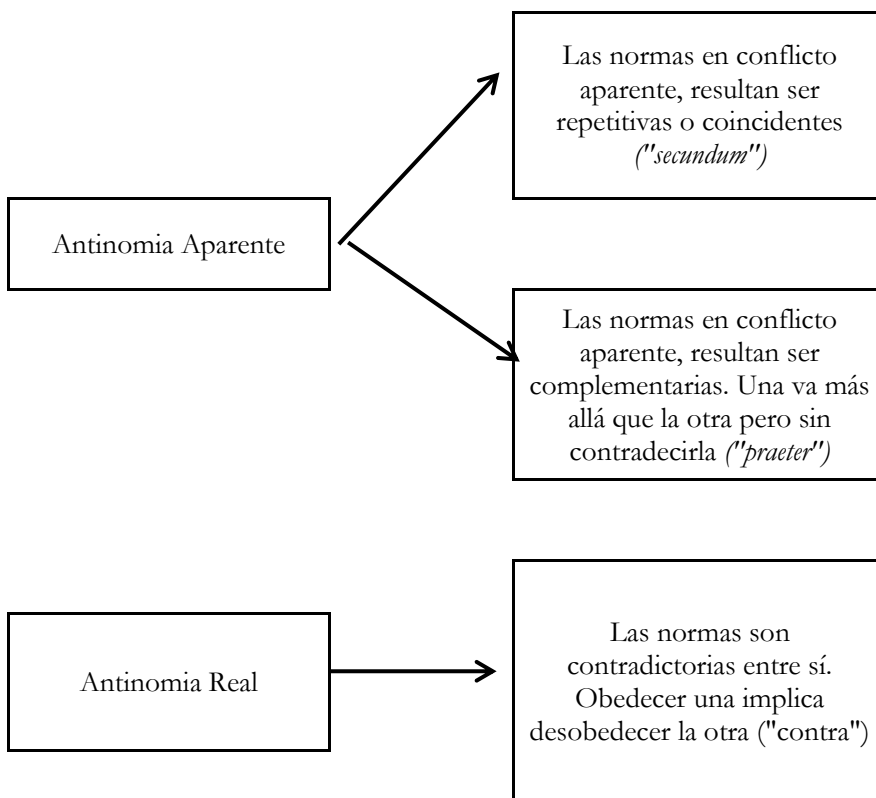 Las normas en conflicto
aparente, resultan ser
repetitivas o coincidentes
("secundum")
Antinomia Aparente
Las normas en conflicto
aparente, resultan ser
complementarias. Una va más
allá que la otra pero sin
contradecirla ("praeter")
Antinomia Real
Las normas son
contradictorias entre sí.
Obedecer una implica
desobedecer la otra ("contra")